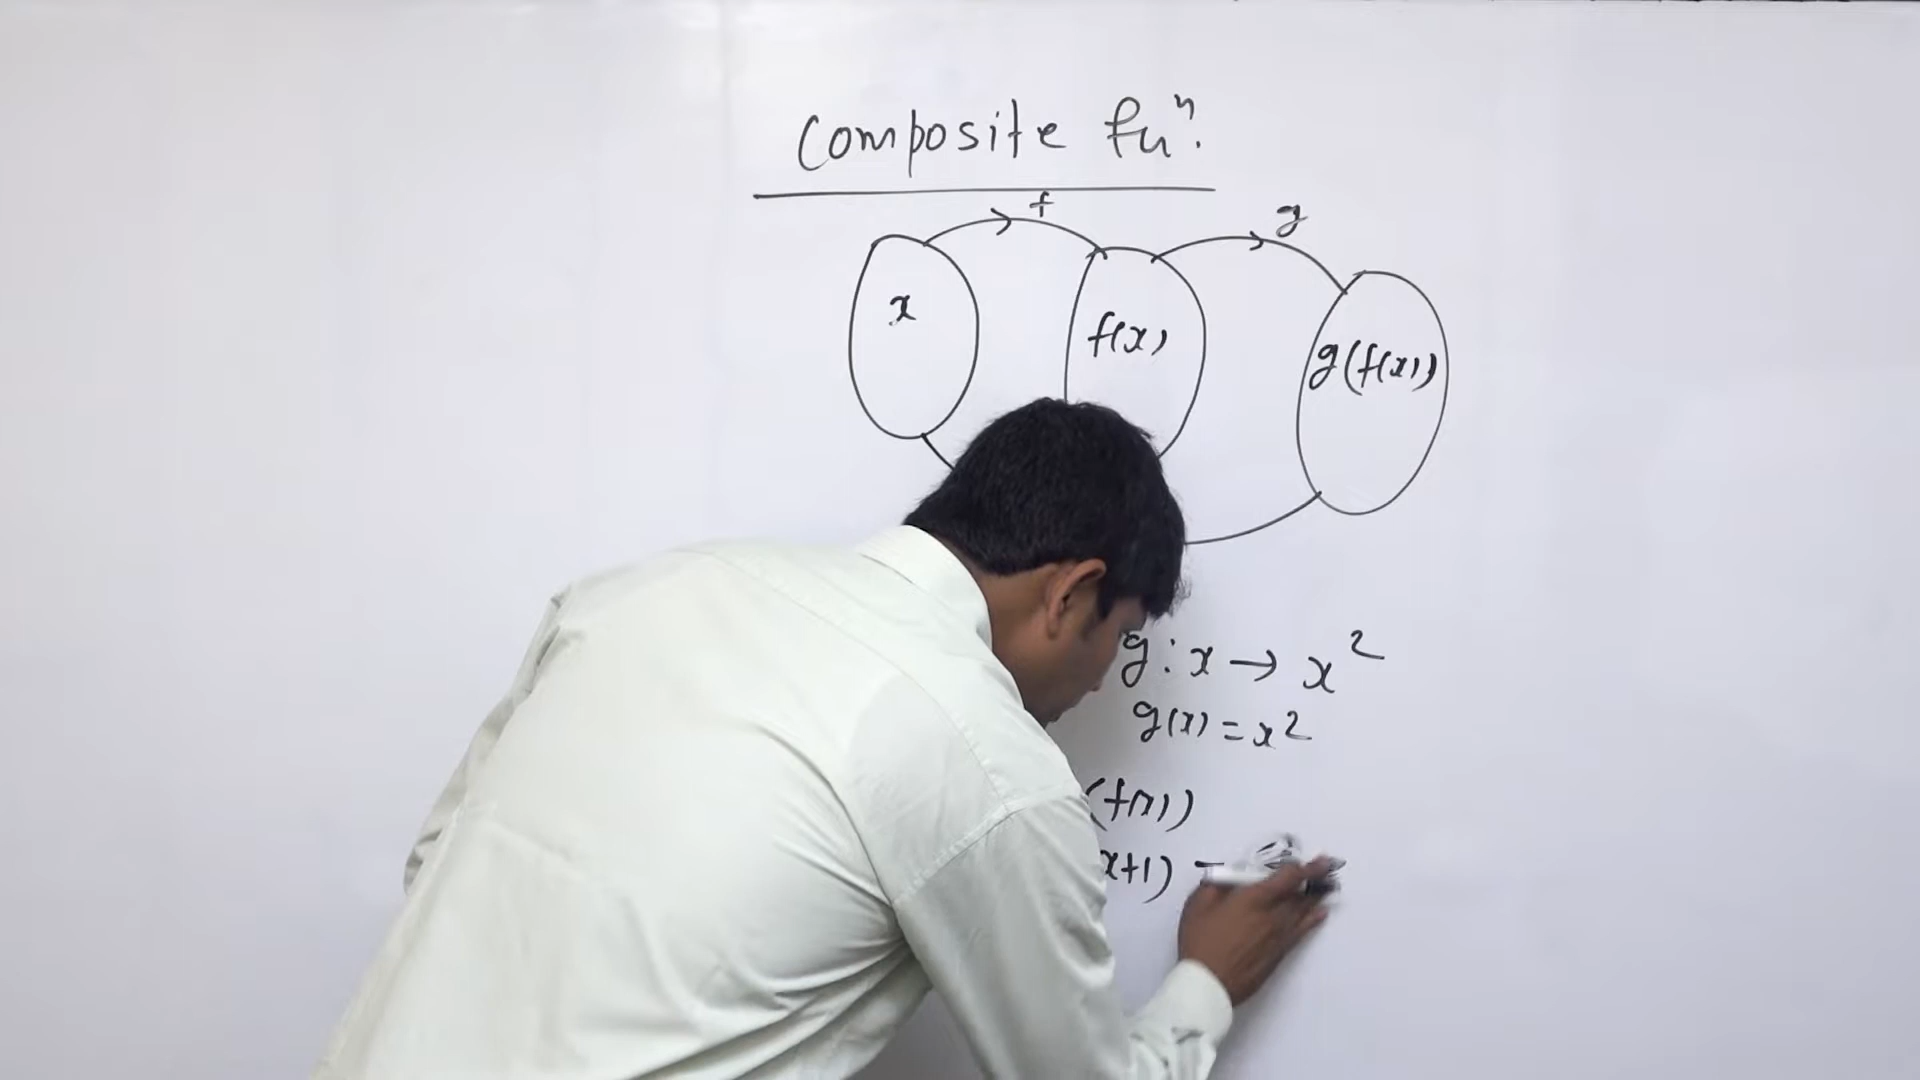 Composite fuⁿ.
f
g
x
f(x)
g(f(x))
g : x → x²
g(x) = x²
(f(x))
x+1) =